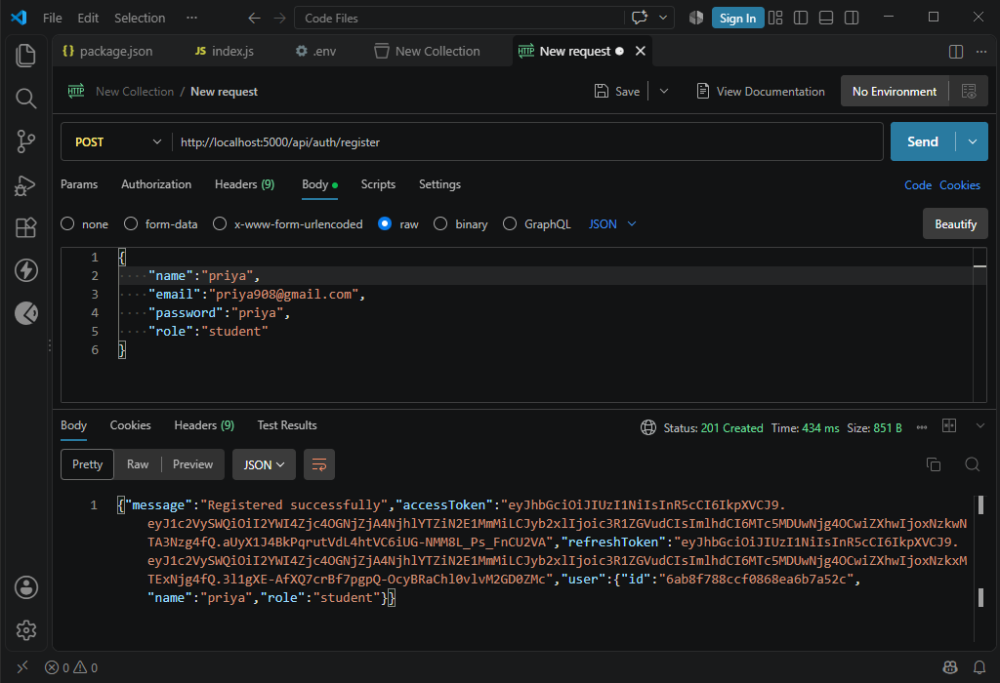 File Edit Selection ··· Code Files Sign In
{} package.json JS index.js .env New Collection HTTP New request
HTTP New Collection / New request Save View Documentation No Environment
POST http://localhost:5000/api/auth/register Send
Params Authorization Headers (9) Body Scripts Settings Code Cookies
none form-data x-www-form-urlencoded raw binary GraphQL JSON Beautify
1 {
2 ····"name":"priya",
3 ····"email":"priya908@gmail.com",
4 ····"password":"priya",
5 ····"role":"student"
6 }
Body Cookies Headers (9) Test Results Status: 201 Created Time: 434 ms Size: 851 B
Pretty Raw Preview JSON
1 {"message":"Registered successfully","accessToken":"eyJhbGciOiJIUzI1NiIsInR5cCI6IkpXVCJ9.
eyJ1c2VySWQiOiI2YWI4Zjc4OGNjZjA4NjhlYTZiN2E1MmMiLCJyb2xlIjoic3R1ZGVudCIsImlhdCI6MTc5MDUwNjg4OCwiZXhwIjoxNzkwN
TA3Nzg4fQ.aUyX1J4BkPqrutVdL4htVC6iUG-NMM8L_Ps_FnCU2VA","refreshToken":"eyJhbGciOiJIUzI1NiIsInR5cCI6IkpXVCJ9.
eyJ1c2VySWQiOiI2YWI4Zjc4OGNjZjA4NjhlYTZiN2E1MmMiLCJyb2xlIjoic3R1ZGVudCIsImlhdCI6MTc5MDUwNjg4OCwiZXhwIjoxNzkxM
TExNjg4fQ.3l1gXE-AfXQ7crBf7pgpQ-OcyBRaChl0vlvM2GD0ZMc","user":{"id":"6ab8f788ccf0868ea6b7a52c",
"name":"priya","role":"student"}}
0 0